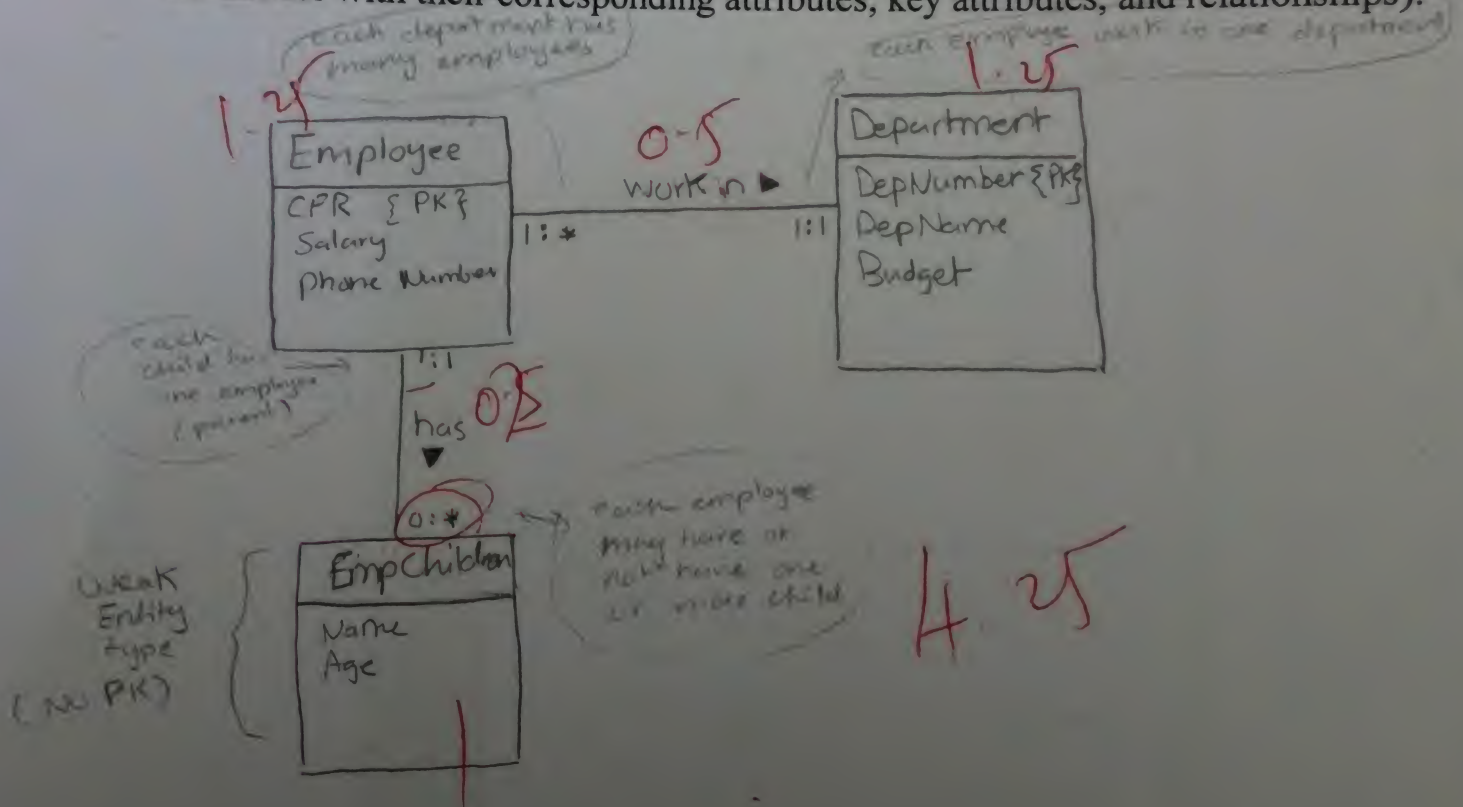 with their corresponding attributes, key attributes, and relationships).
each department has
many employees
each employe work in one department
1.25
1.25
Employee
CPR {PK}
Salary
Phone Number
0.5
work in ►
1:*
1:1
Department
DepNumber {PK}
DepName
Budget
each
child has
one employee
(parent)
1:1
has
▼
0:*
each employee
may have or
not have one
or more child
EmpChildren
Name
Age
Weak
Entity
type
(No PK)
4.25